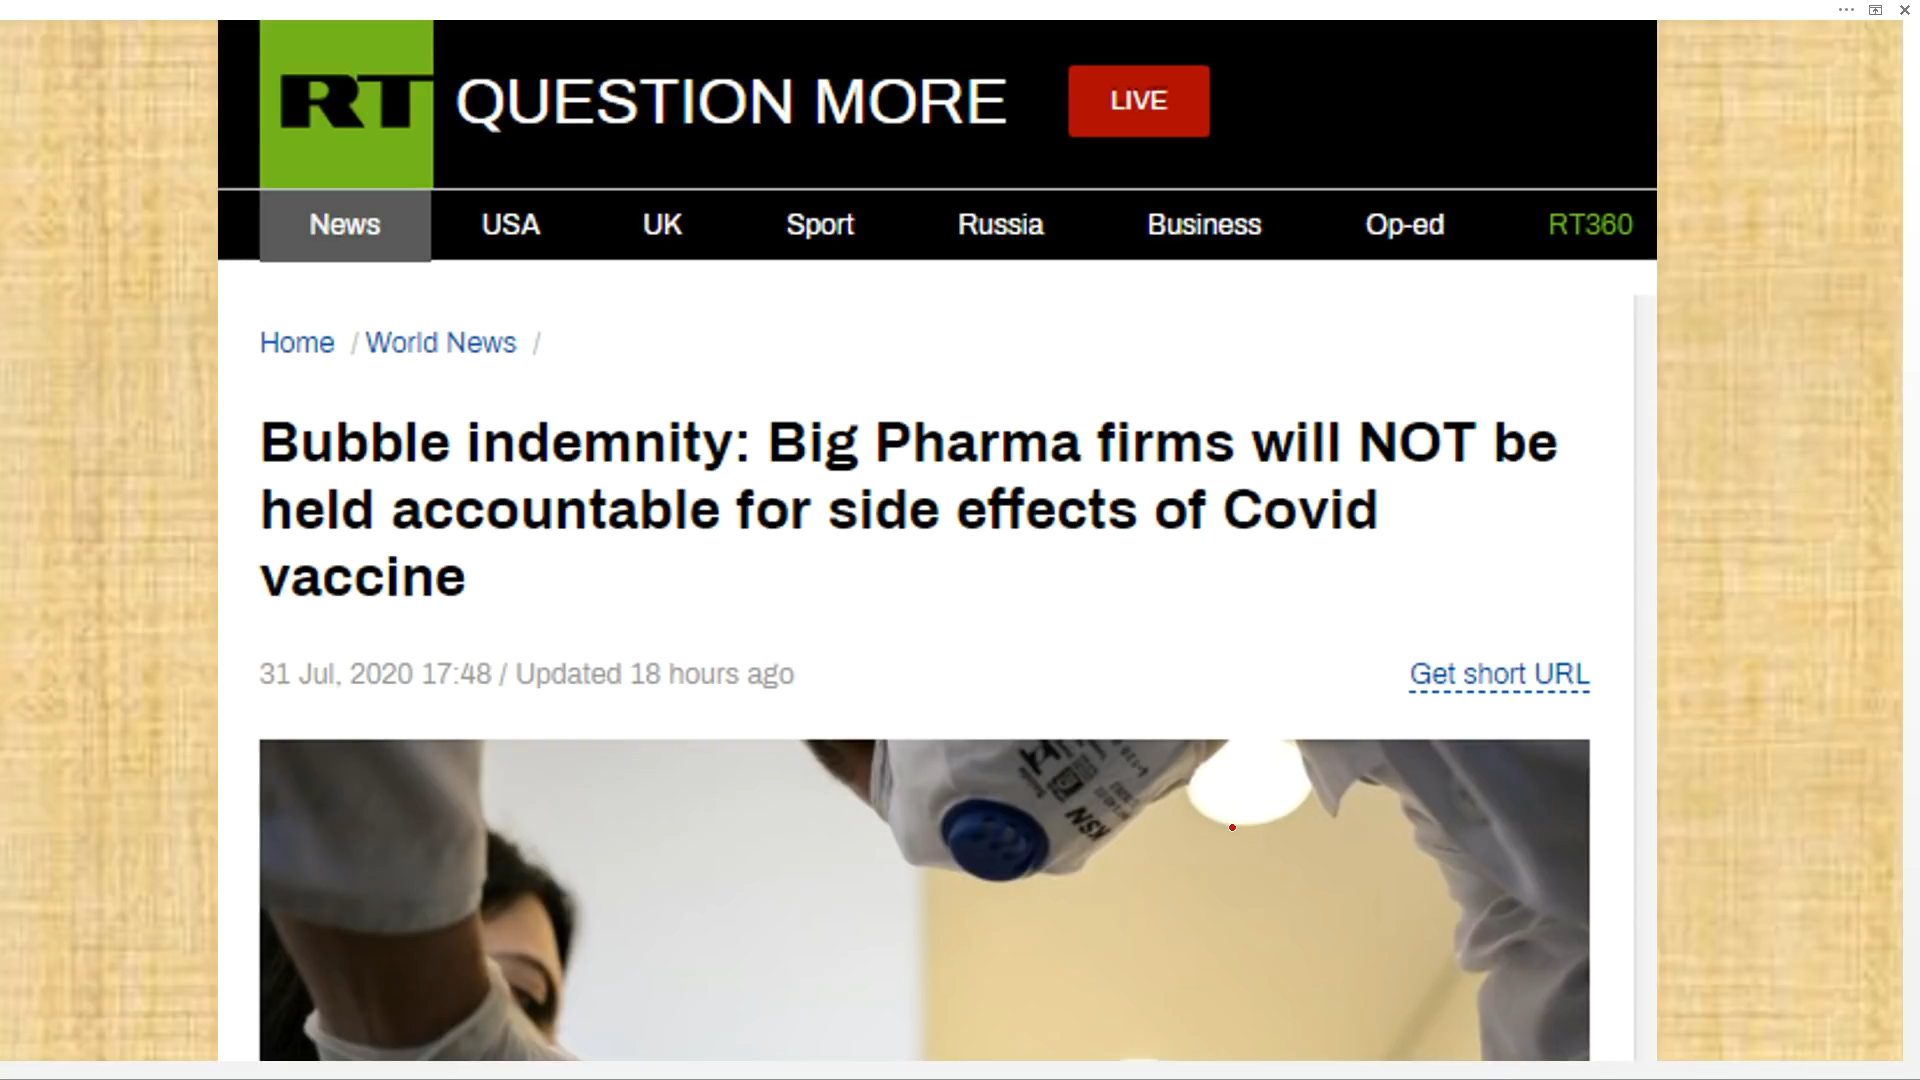 RT QUESTION MORE LIVE
News USA UK Sport Russia Business Op-ed RT360
Home / World News /
Bubble indemnity: Big Pharma firms will NOT be
held accountable for side effects of Covid
vaccine
31 Jul, 2020 17:48 / Updated 18 hours ago Get short URL
KSN